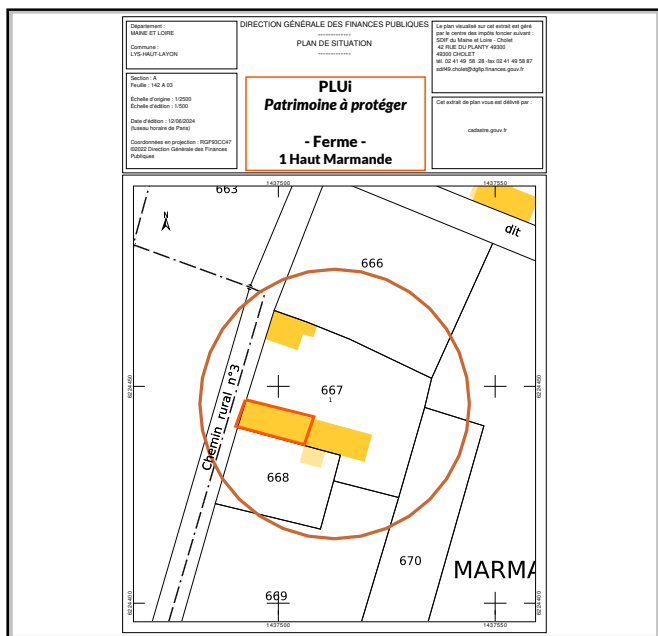 Département :
MAINE ET LOIRE
Commune :
LYS-HAUT-LAYON
Section : A
Feuille : 142 A 03
Échelle d'origine : 1/2500
Échelle d'édition : 1/500
Date d'édition : 12/06/2024
(fuseau horaire de Paris)
Coordonnées en projection : RGF93CC47
©2022 Direction Générale des Finances
Publiques
DIRECTION GÉNÉRALE DES FINANCES PUBLIQUES
-------------
PLAN DE SITUATION
-------------
PLUi
Patrimoine à protéger
- Ferme -
1 Haut Marmande
Le plan visualisé sur cet extrait est géré
par le centre des impôts foncier suivant :
SDIF du Maine et Loire - Cholet
42 RUE DU PLANTY 49300
49300 CHOLET
tél. 02 41 49 58 28 -fax 02 41 49 58 87
sdif49.cholet@dgfip.finances.gouv.fr
Cet extrait de plan vous est délivré par :
cadastre.gouv.fr
1437500
1437550
663
N
dit
666
6224450
6224450
Chemin rural n°3
667
1
668
670
MARMA
669
6224400
6224400
1437500
1437550